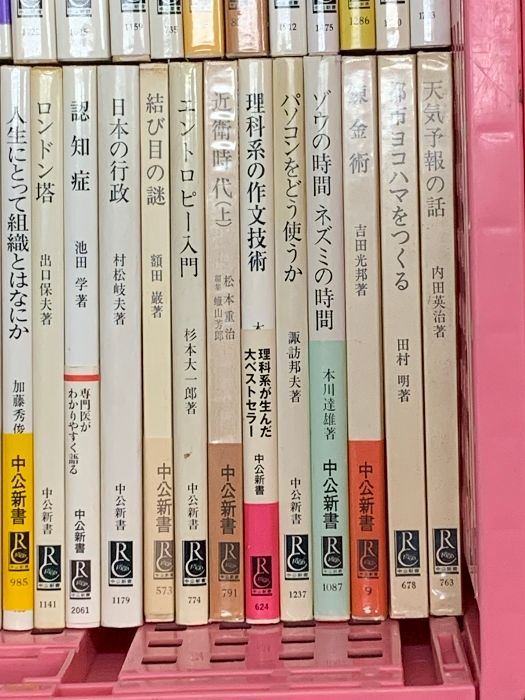 735
1286
人生にとって組織とはなにか
加藤秀俊
中公新書
985
ロンドン塔
出口保夫著
中公新書
1141
認知症
池田 学著
専門医が
わかりやすく語る
中公新書
2061
日本の行政
村松岐夫著
中公新書
1179
結び目の謎
額田 巌著
中公新書
573
エントロピー入門
杉本大一郎著
中公新書
774
近衛時代(上)
松本重治
編集 蠟山芳郎
中公新書
791
理科系の作文技術
木
理科系が生んだ
大ベストセラー
中公新書
624
パソコンをどう使うか
諏訪邦夫著
中公新書
1237
ゾウの時間 ネズミの時間
本川達雄著
中公新書
1087
錬金術
吉田光邦著
中公新書
9
都市ヨコハマをつくる
田村 明著
中公新書
678
天気予報の話
内田英治著
中公新書
763